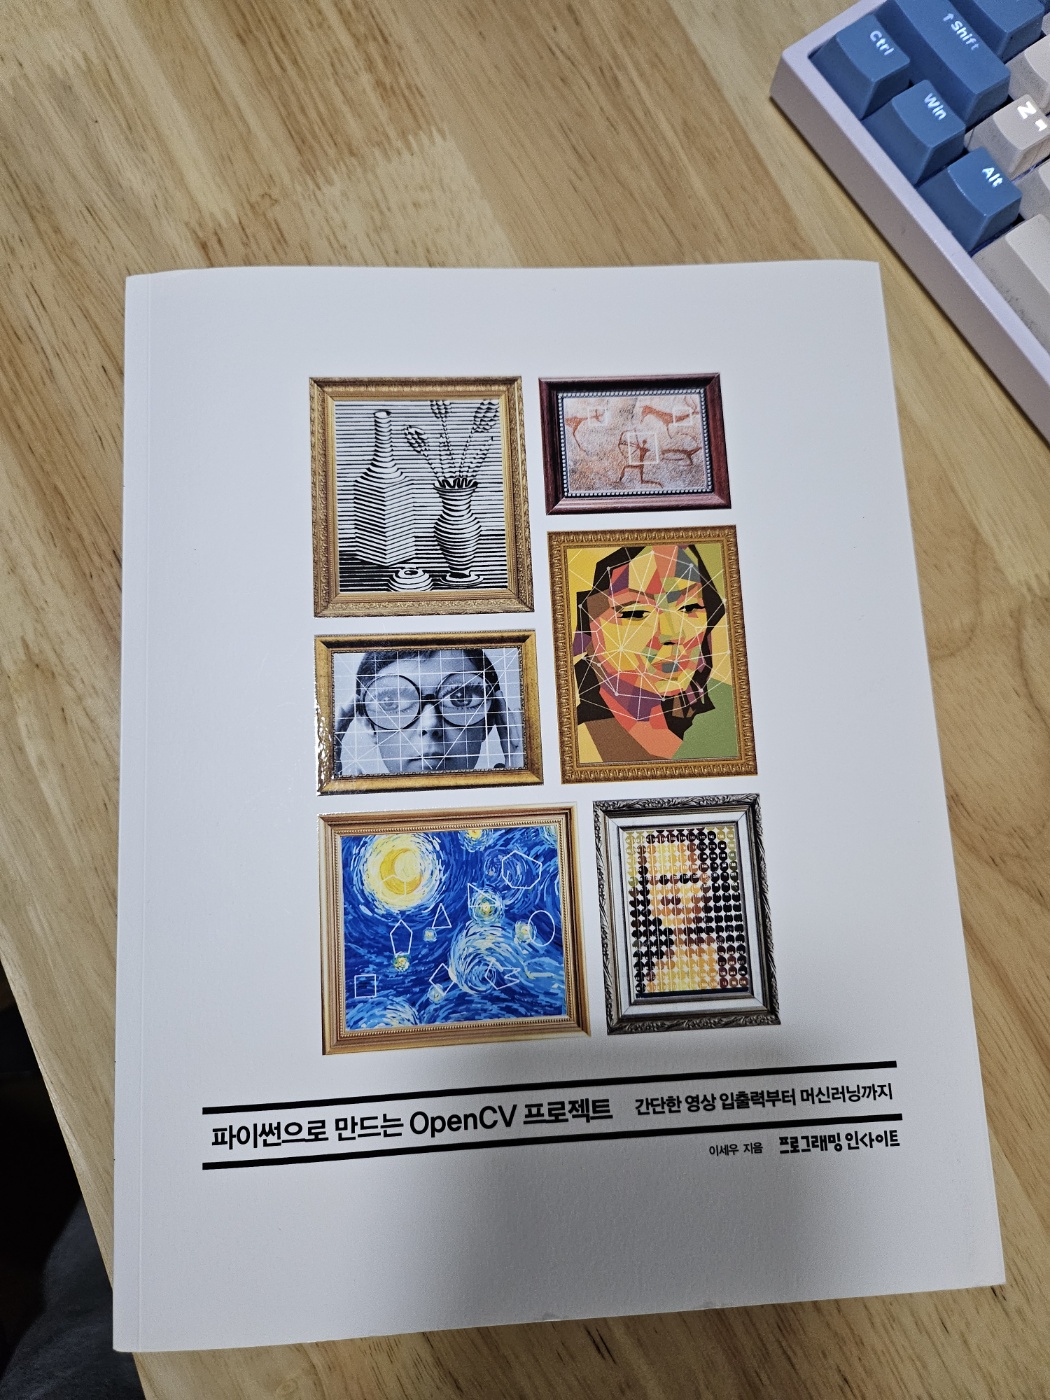 Ctrl
↑ Shift
Win
Z ㅋ
Alt
파이썬으로 만드는 OpenCV 프로젝트 간단한 영상 입출력부터 머신러닝까지
이세우 지음 프로그래밍 인사이트